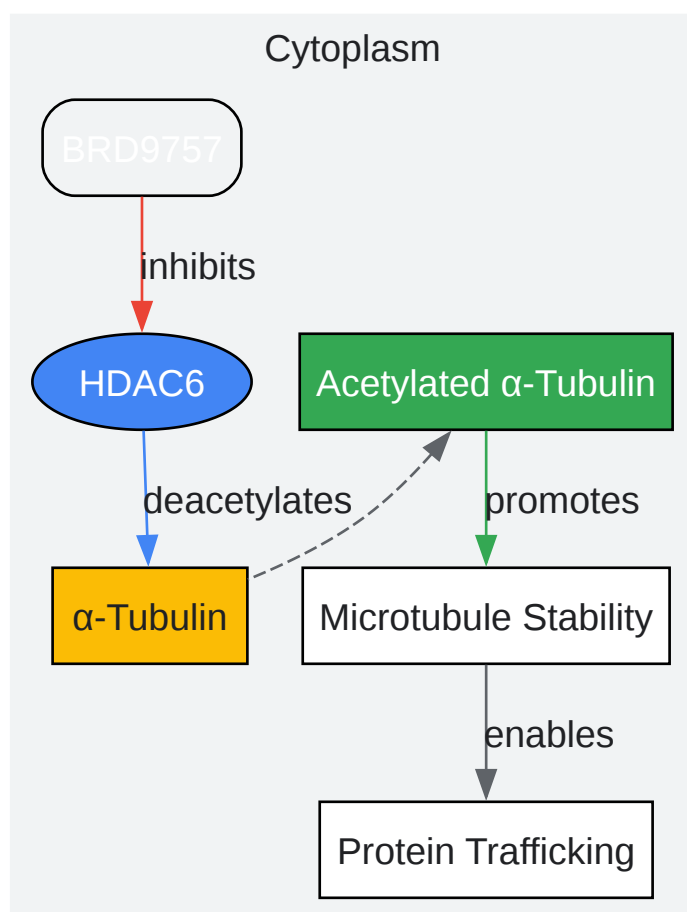 Cytoplasm
BRD9757
inhibits
HDAC6
Acetylated α-Tubulin
deacetylates
promotes
α-Tubulin
Microtubule Stability
enables
Protein Trafficking